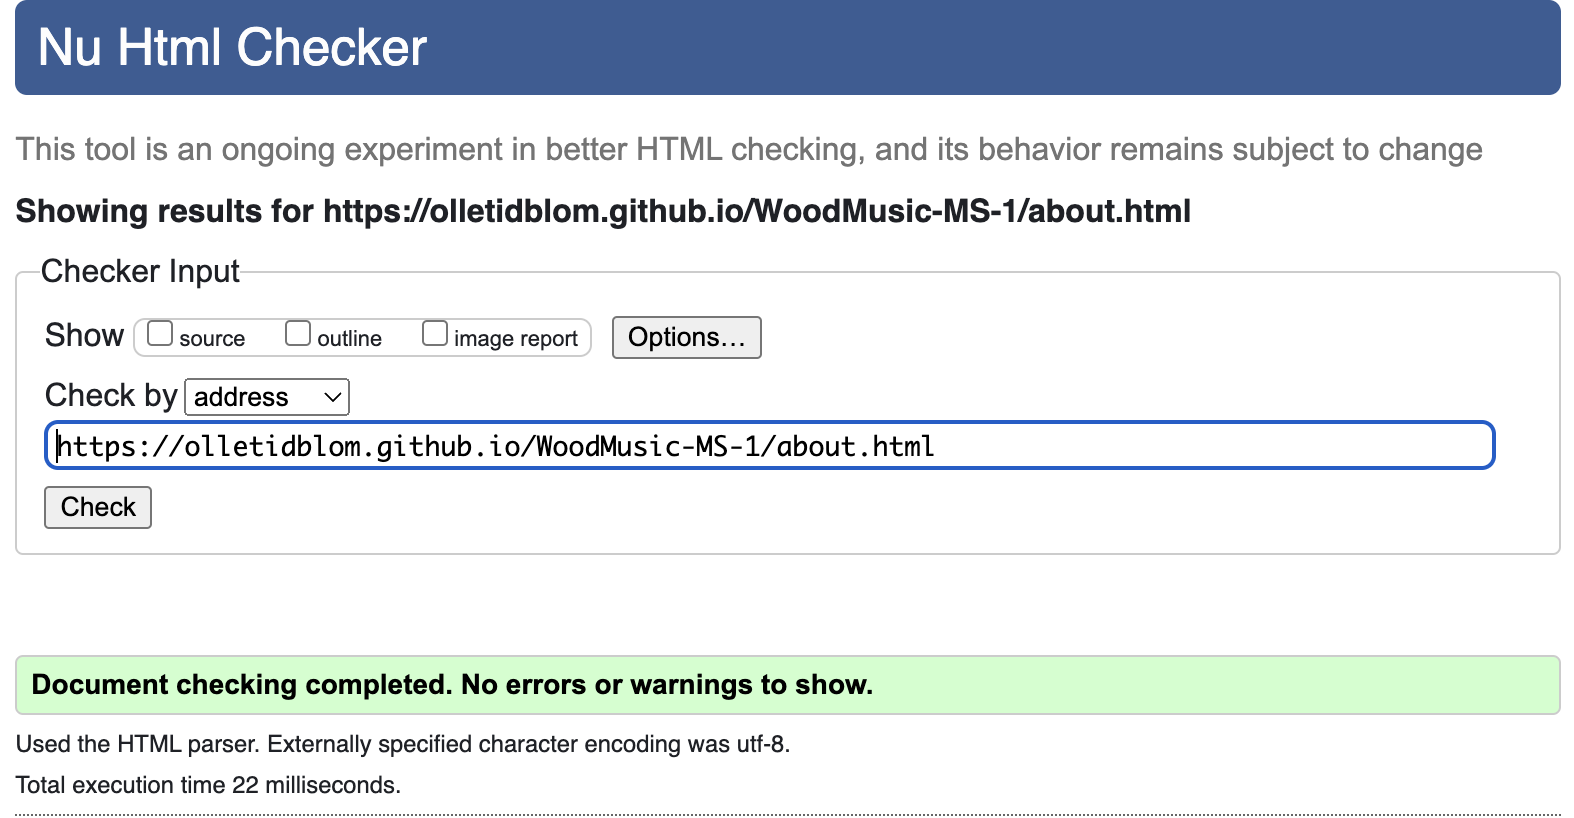 Nu Html Checker
This tool is an ongoing experiment in better HTML checking, and its behavior remains subject to change
Showing results for https://olletidblom.github.io/WoodMusic-MS-1/about.html
Checker Input
Show source outline image report Options...
Check by address
https://olletidblom.github.io/WoodMusic-MS-1/about.html
Check
Document checking completed. No errors or warnings to show.
Used the HTML parser. Externally specified character encoding was utf-8.
Total execution time 22 milliseconds.